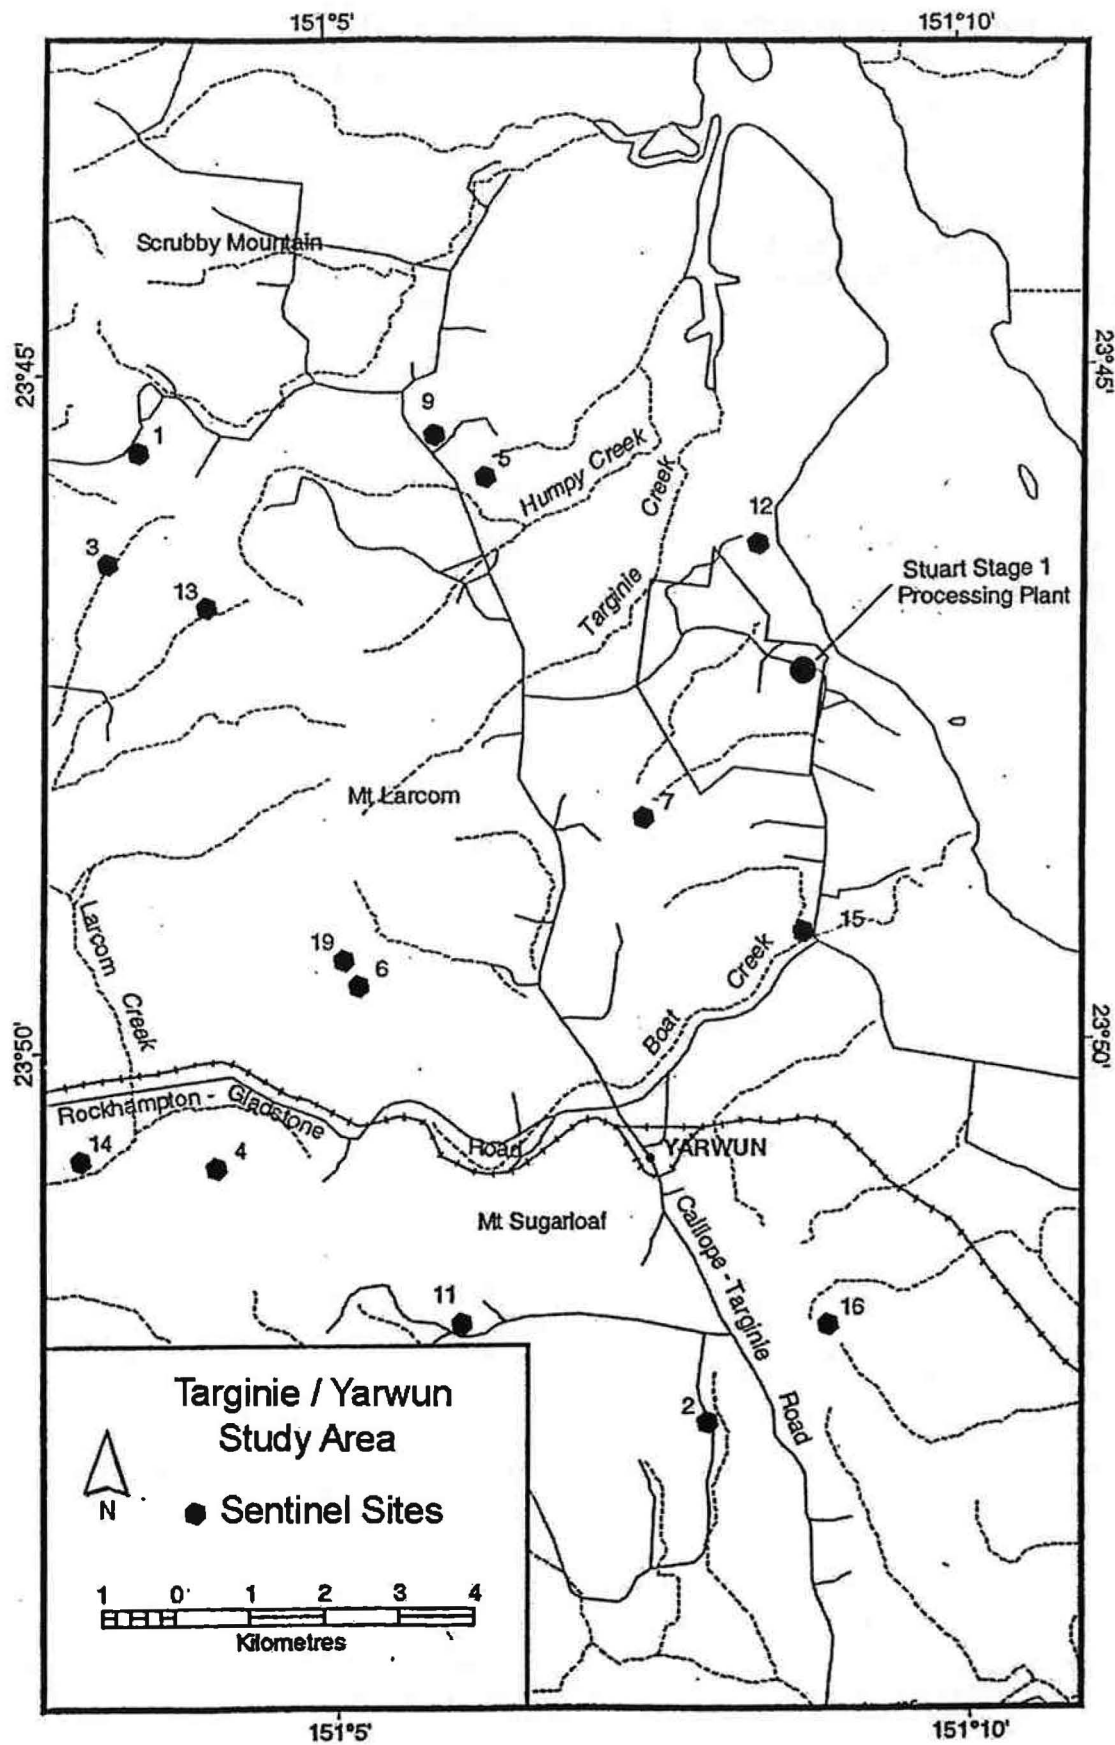 151°5'
151°10'
Scrubby Mountain
23°45'
23°45'
9
1
5
Humpy Creek
Creek
12
3
Stuart Stage 1
13
Processing Plant
Targinie
Mt Larcom
7
15
Larcom
19
Creek
6
Creek
Boat
23°50'
23°50'
Rockhampton - Gladstone
Road
14
4
YARWUN
Mt Sugarloaf
Calliope - Targinie
11
16
Road
2
Targinie / Yarwun
Study Area
N
Sentinel Sites
1 0 1 2 3 4
Kilometres
151°5'
151°10'